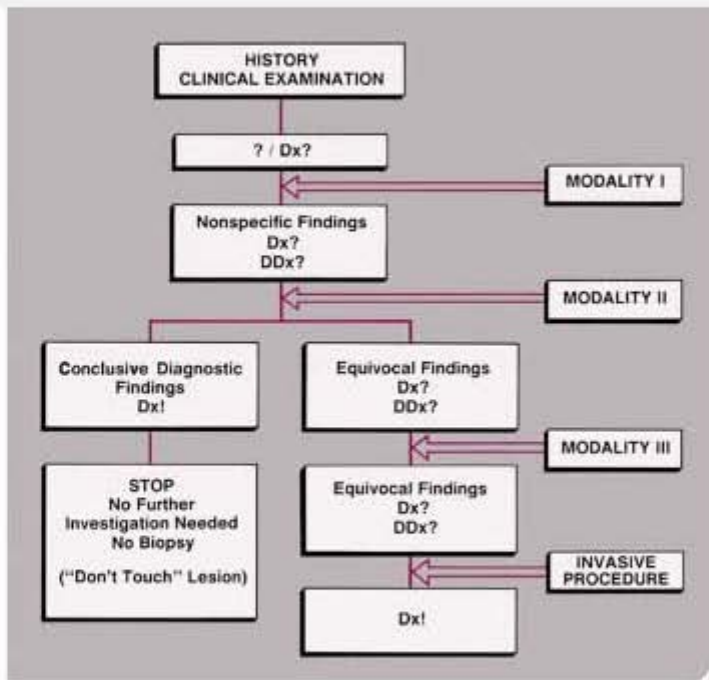 HISTORY
CLINICAL EXAMINATION
? / Dx?
MODALITY I
Nonspecific Findings
Dx?
DDx?
MODALITY II
Conclusive Diagnostic
Findings
Dx!
Equivocal Findings
Dx?
DDx?
MODALITY III
STOP
No Further
Investigation Needed
No Biopsy
("Don't Touch" Lesion)
Equivocal Findings
Dx?
DDx?
INVASIVE
PROCEDURE
Dx!